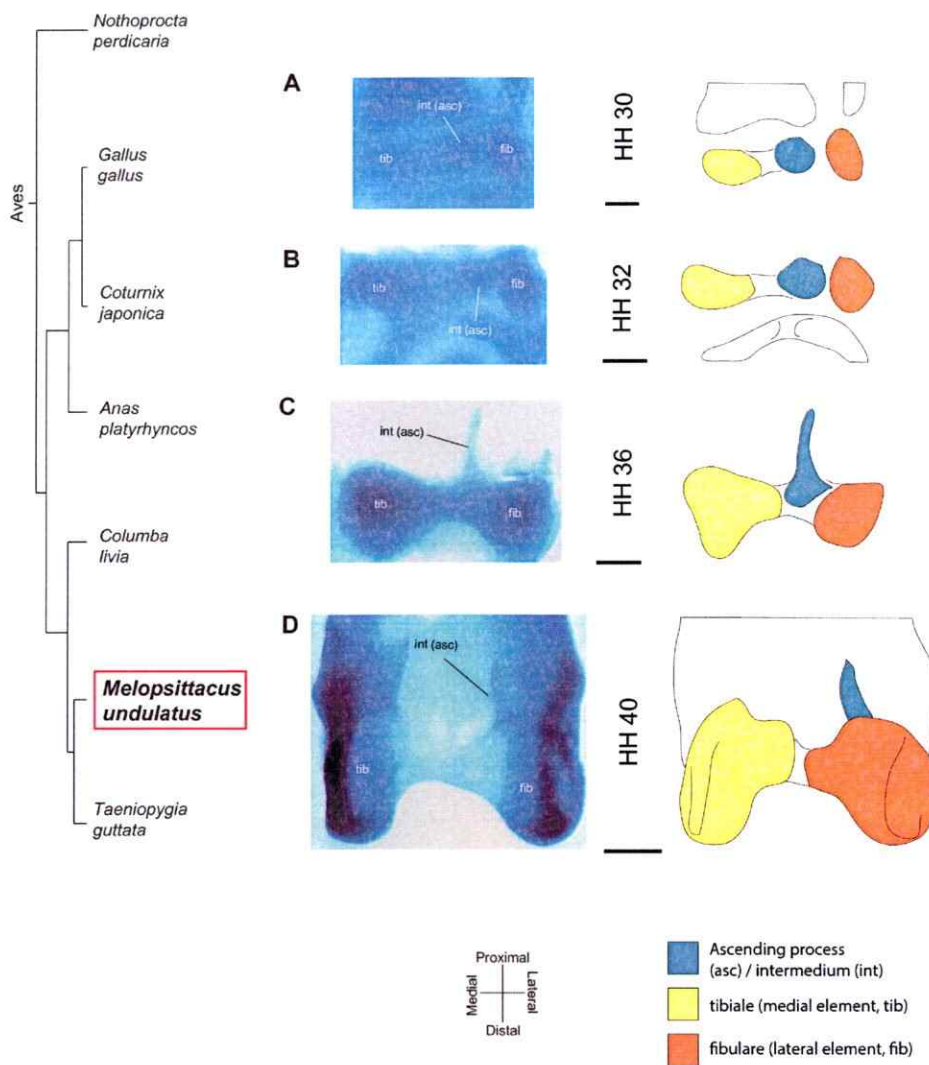 Nothoprocta
perdicaria
Aves
Gallus
gallus
Coturnix
japonica
Anas
platyrhyncos
Columba
livia
Melopsittacus
undulatus
Taeniopygia
guttata
A
int (asc)
tib
fib
HH 30
B
tib
fib
int (asc)
HH 32
C
int (asc)
tib
fib
HH 36
D
int (asc)
tib
fib
HH 40
Proximal
Medial
Lateral
Distal
Ascending process
(asc) / intermedium (int)
tibiale (medial element, tib)
fibulare (lateral element, fib)